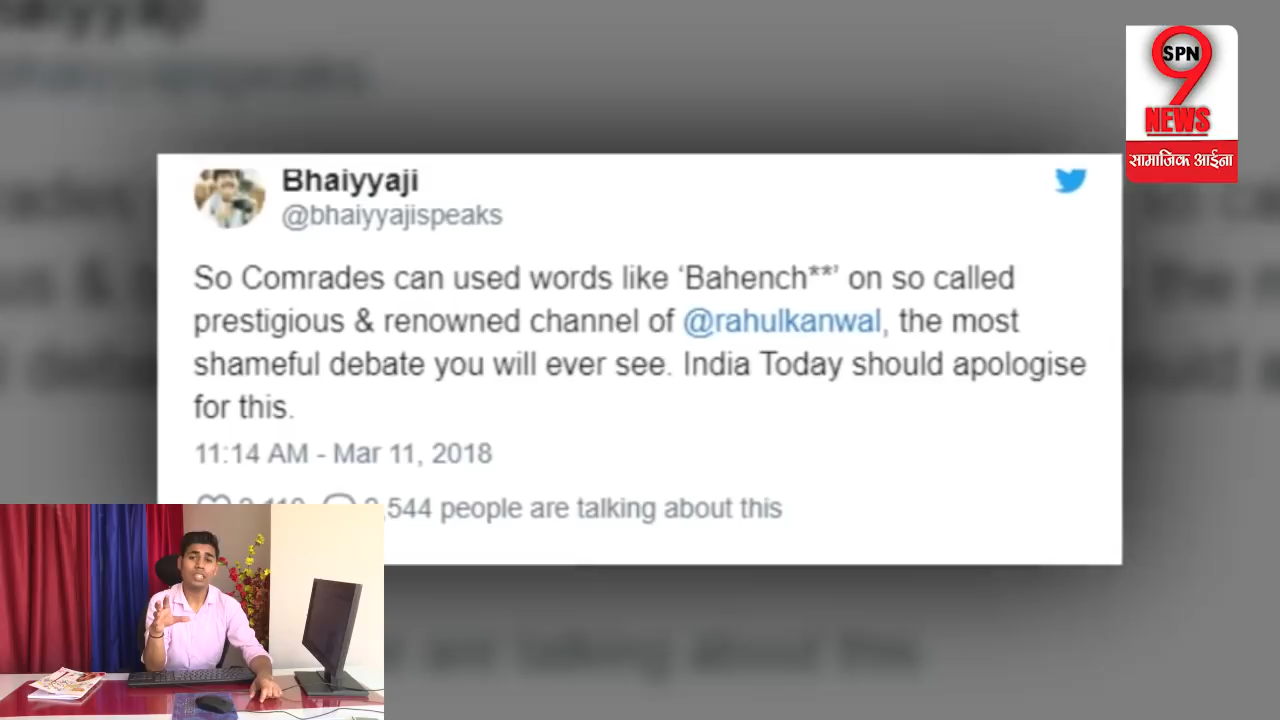 SPN
9
NEWS
सामाजिक आईना
Bhaiyyaji
@bhaiyyajispeaks
So Comrades can used words like ‘Bahench**’ on so called
prestigious & renowned channel of @rahulkanwal, the most
shameful debate you will ever see. India Today should apologise
for this.
11:14 AM - Mar 11, 2018
people are talking about this